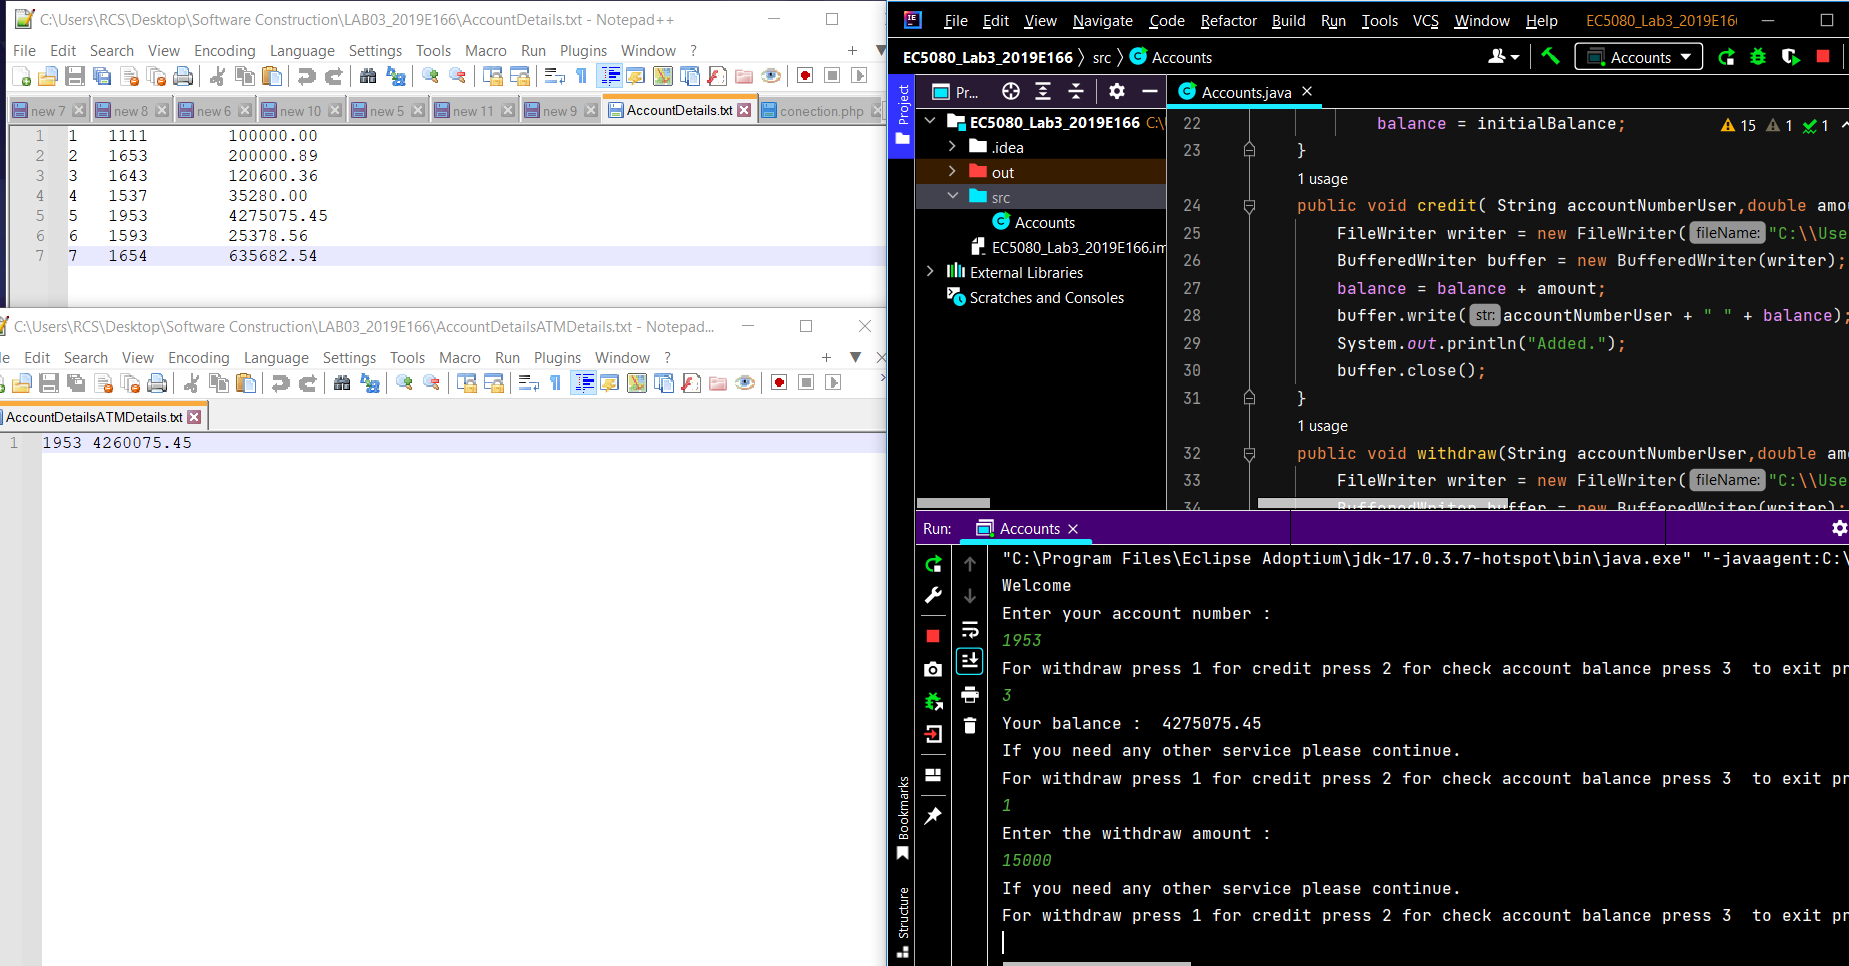 C:\Users\RCS\Desktop\Software Construction\LAB03_2019E166\AccountDetails.txt - Notepad++
File Edit Search View Encoding Language Settings Tools Macro Run Plugins Window ?
new 7 new 8 new 6 new 10 new 5 new 11 new 9 AccountDetails.txt conection.php
1 1 1111 100000.00
2 2 1653 200000.89
3 3 1643 120600.36
4 4 1537 35280.00
5 5 1953 4275075.45
6 6 1593 25378.56
7 7 1654 635682.54
C:\Users\RCS\Desktop\Software Construction\LAB03_2019E166\AccountDetailsATMDetails.txt - Notepad...
le Edit Search View Encoding Language Settings Tools Macro Run Plugins Window ?
AccountDetailsATMDetails.txt
1 1953 4260075.45
IE File Edit View Navigate Code Refactor Build Run Tools VCS Window Help EC5080_Lab3_2019E16
EC5080_Lab3_2019E166 src Accounts
Accounts
Project
Pr...
EC5080_Lab3_2019E166 C:\
.idea
out
src
Accounts
EC5080_Lab3_2019E166.im
External Libraries
Scratches and Consoles
Accounts.java
15 1 1
22 balance = initialBalance;
23 }
1 usage
24 public void credit( String accountNumberUser,double amou
25 FileWriter writer = new FileWriter( fileName: "C:\\Use
26 BufferedWriter buffer = new BufferedWriter(writer);
27 balance = balance + amount;
28 buffer.write( str: accountNumberUser + " " + balance);
29 System.out.println("Added.");
30 buffer.close();
31 }
1 usage
32 public void withdraw(String accountNumberUser,double am
33 FileWriter writer = new FileWriter( fileName: "C:\\Use
34 BufferedWriter buffer = new BufferedWriter(writer);
Run: Accounts
"C:\Program Files\Eclipse Adoptium\jdk-17.0.3.7-hotspot\bin\java.exe" "-javaagent:C:\
Welcome
Enter your account number :
1953
For withdraw press 1 for credit press 2 for check account balance press 3  to exit pr
3
Your balance :  4275075.45
If you need any other service please continue.
For withdraw press 1 for credit press 2 for check account balance press 3  to exit pr
1
Enter the withdraw amount :
15000
If you need any other service please continue.
For withdraw press 1 for credit press 2 for check account balance press 3  to exit pr
Bookmarks
Structure